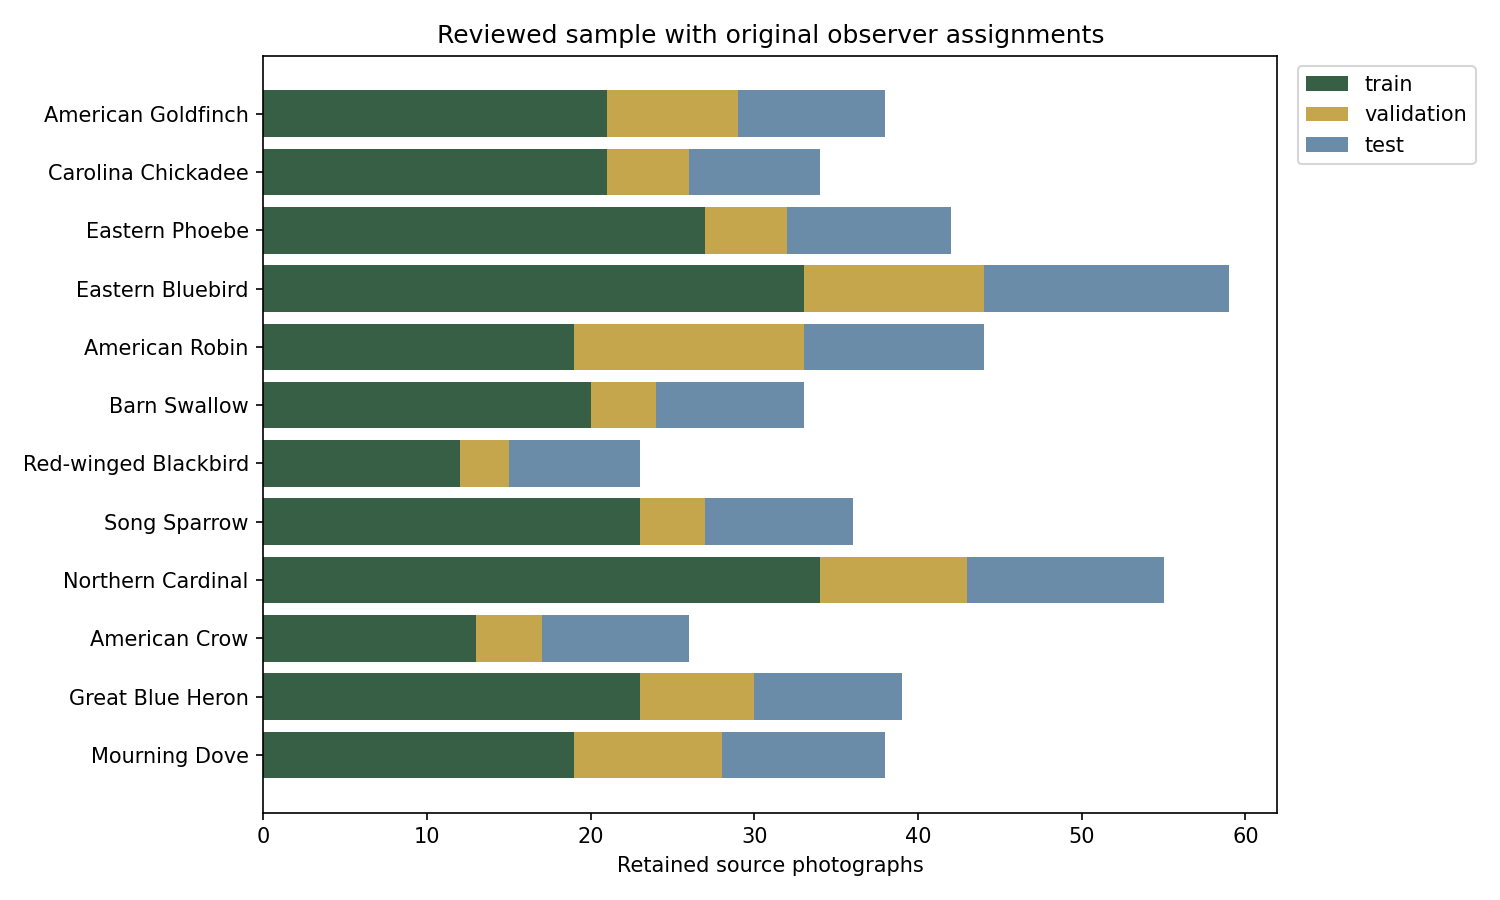 Reviewed sample with original observer assignments
train
validation
test
American Goldfinch
Carolina Chickadee
Eastern Phoebe
Eastern Bluebird
American Robin
Barn Swallow
Red-winged Blackbird
Song Sparrow
Northern Cardinal
American Crow
Great Blue Heron
Mourning Dove
0 10 20 30 40 50 60
Retained source photographs